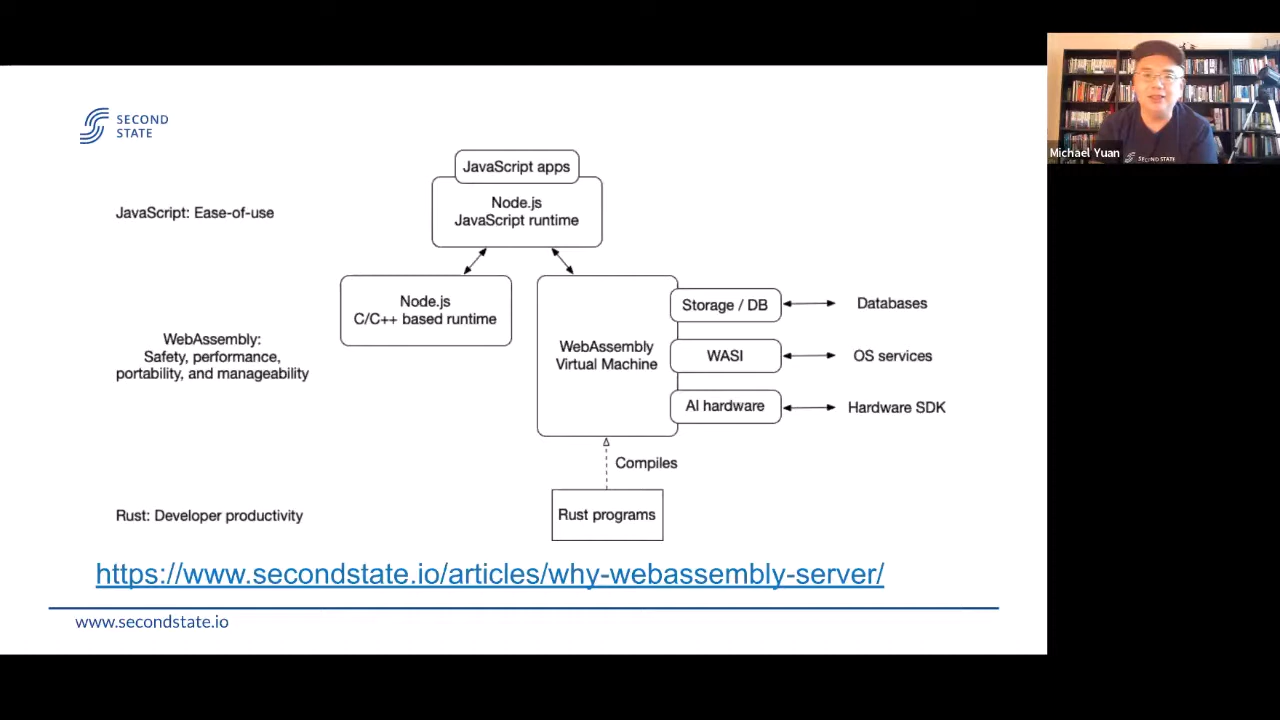 SECOND
STATE
JavaScript apps
Node.js
JavaScript runtime
JavaScript: Ease-of-use
Node.js
C/C++ based runtime
WebAssembly
Virtual Machine
Storage / DB
Databases
WASI
OS services
AI hardware
Hardware SDK
WebAssembly:
Safety, performance,
portability, and manageability
Compiles
Rust: Developer productivity
Rust programs
https://www.secondstate.io/articles/why-webassembly-server/
www.secondstate.io
Michael Yuan
SECOND STATE